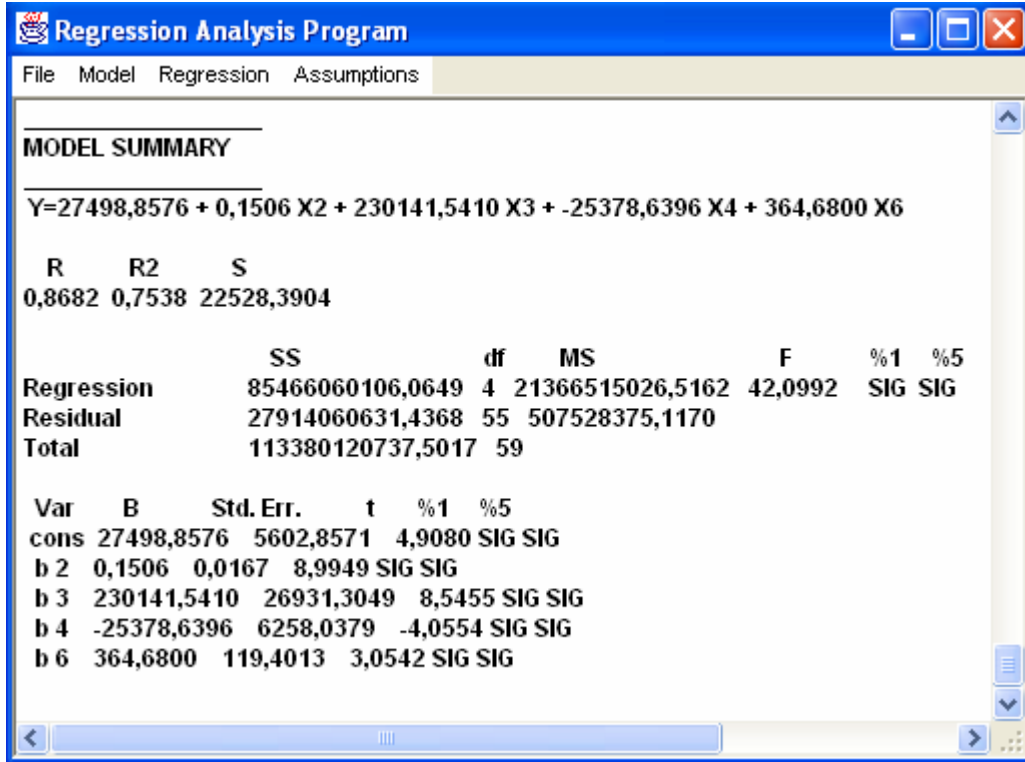 Regression Analysis Program
File Model Regression Assumptions
MODEL SUMMARY
Y=27498,8576 + 0,1506 X2 + 230141,5410 X3 + -25378,6396 X4 + 364,6800 X6
R R2 S
0,8682 0,7538 22528,3904
SS df MS F %1 %5
Regression 85466060106,0649 4 21366515026,5162 42,0992 SIG SIG
Residual 27914060631,4368 55 507528375,1170
Total 113380120737,5017 59
Var B Std. Err. t %1 %5
cons 27498,8576 5602,8571 4,9080 SIG SIG
b 2 0,1506 0,0167 8,9949 SIG SIG
b 3 230141,5410 26931,3049 8,5455 SIG SIG
b 4 -25378,6396 6258,0379 -4,0554 SIG SIG
b 6 364,6800 119,4013 3,0542 SIG SIG